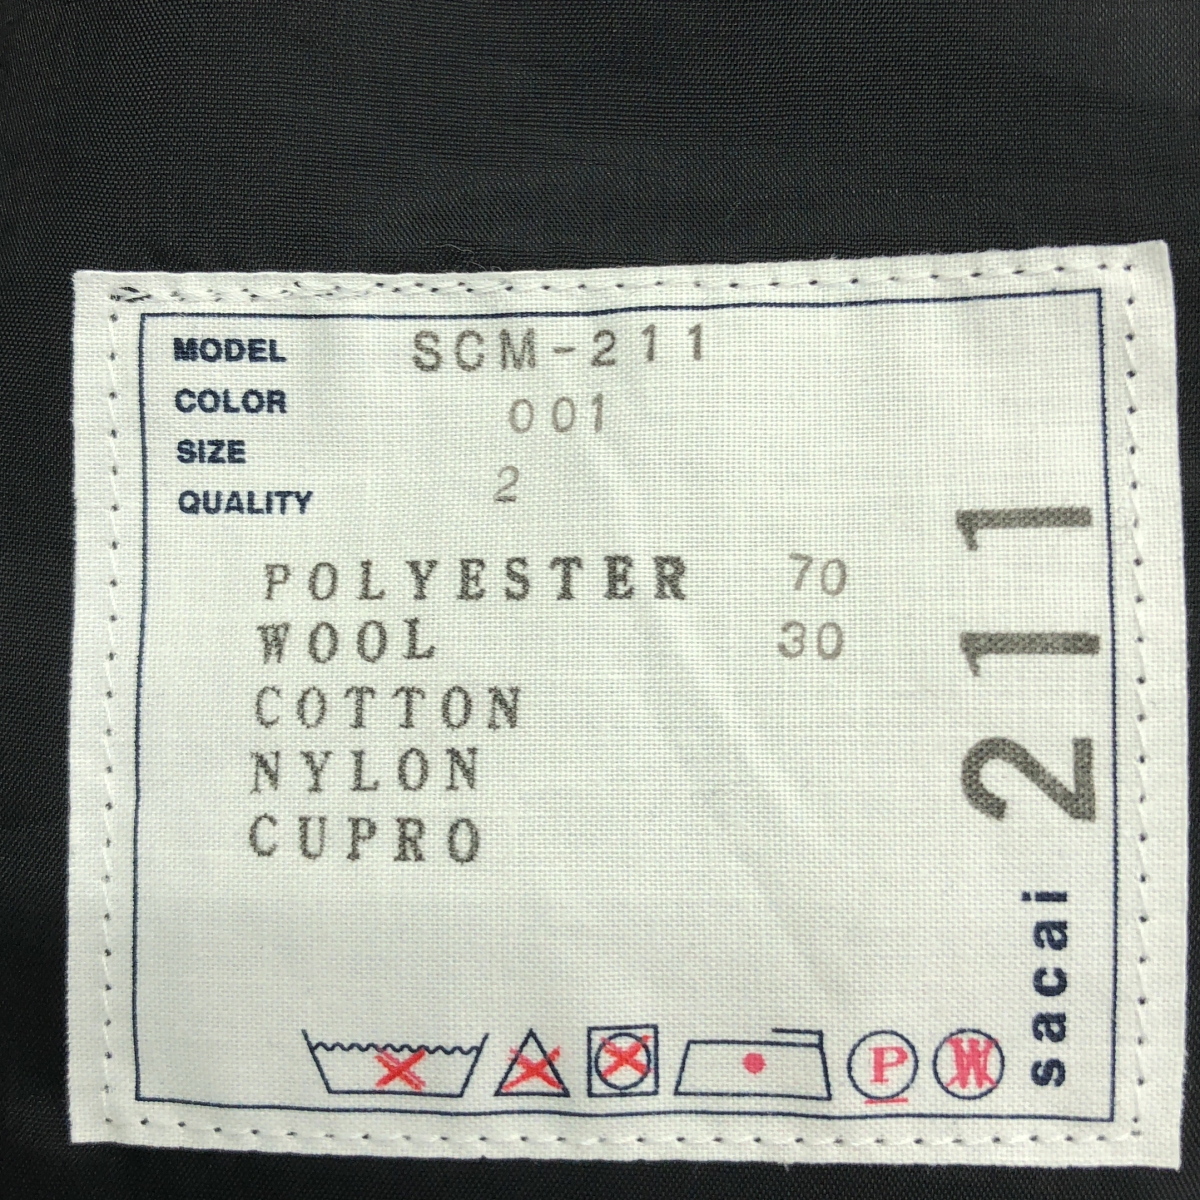 MODEL SCM-211
COLOR 001
SIZE 2
QUALITY
POLYESTER 70
WOOL 30
COTTON
NYLON
CUPRO
P W
sacai 211